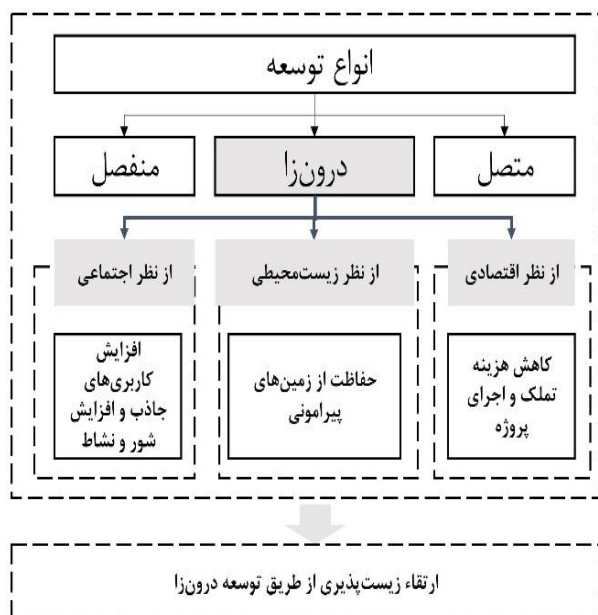 انواع توسعه
متصل
درون‌زا
منفصل
از نظر اقتصادی
از نظر زیست‌محیطی
از نظر اجتماعی
کاهش هزینه
تملک و اجرای
پروژه
حفاظت از زمین‌های
پیرامونی
افزایش
کاربری‌های
جاذب و افزایش
شور و نشاط
ارتقاء زیست‌پذیری از طریق توسعه درون‌زا